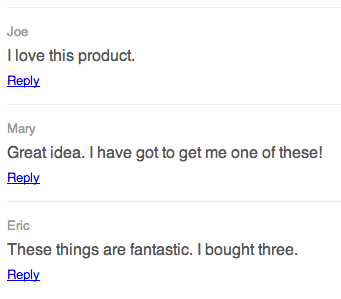 Joe
I love this product.
Reply
Mary
Great idea. I have got to get me one of these!
Reply
Eric
These things are fantastic. I bought three.
Reply